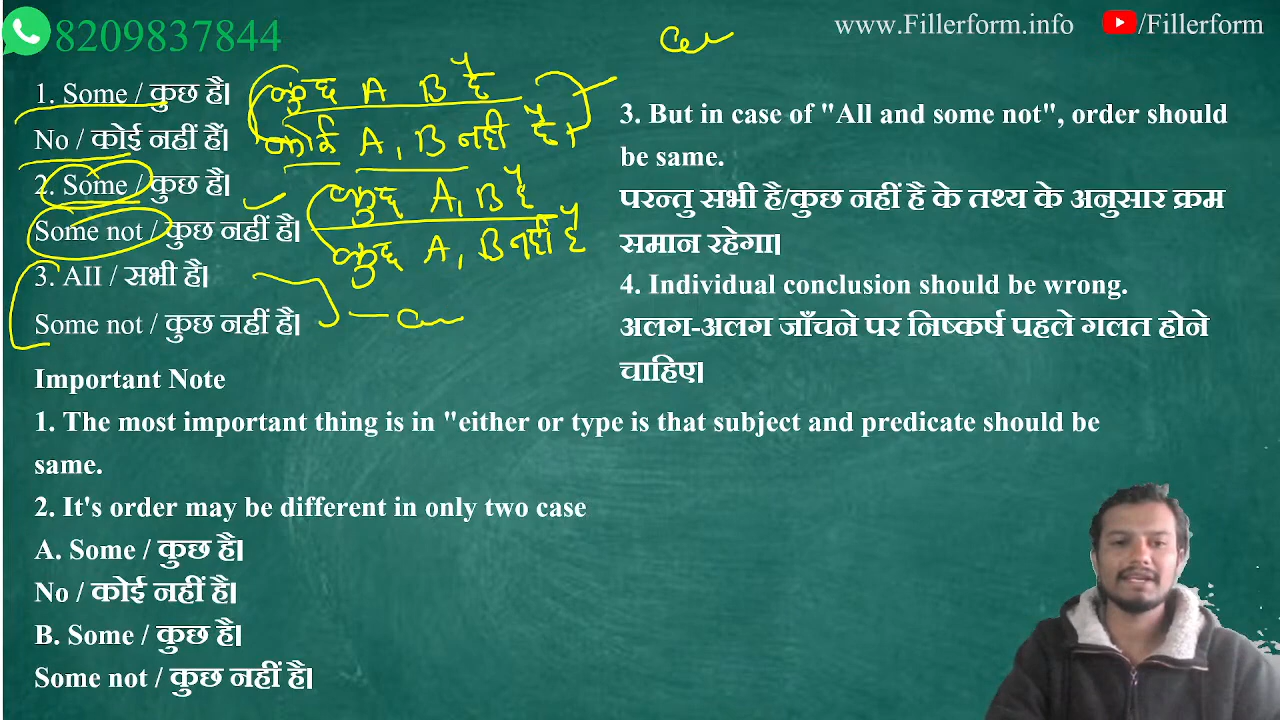 8209837844
www.Fillerform.info
/Fillerform
1. Some / कुछ है।
No / कोई नहीं हैं।
2. Some / कुछ है।
Some not / कुछ नहीं है।
3. All / सभी है।
Some not / कुछ नहीं है।
कुछ A B है
कोई A, B नही है
कुछ A, B है
कुछ A, B नहीं है
Important Note
1. The most important thing is in "either or type is that subject and predicate should be
same.
2. It's order may be different in only two case
A. Some / कुछ है।
No / कोई नहीं है।
B. Some / कुछ है।
Some not / कुछ नहीं है।
3. But in case of "All and some not", order should
be same.
परन्तु सभी है/कुछ नहीं है के तथ्य के अनुसार क्रम
समान रहेगा।
4. Individual conclusion should be wrong.
अलग-अलग जाँचने पर निष्कर्ष पहले गलत होने
चाहिए।